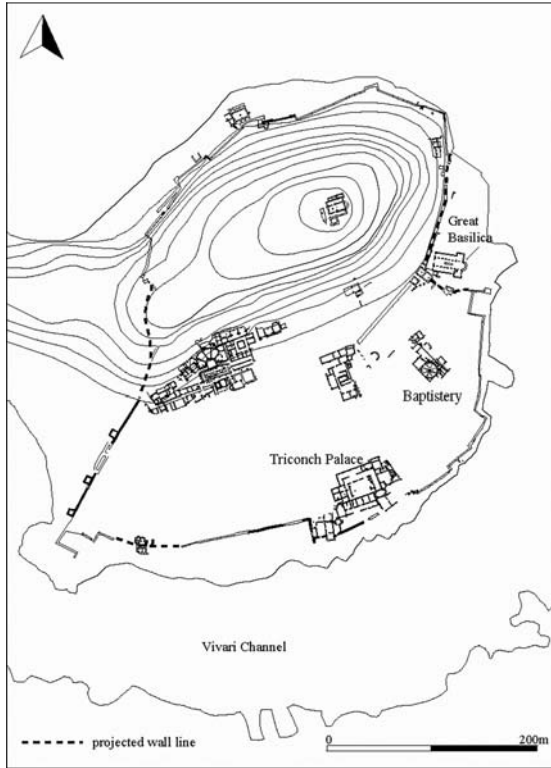 Great
Basilica
Baptistery
Triconch Palace
Vivari Channel
projected wall line
0 200m